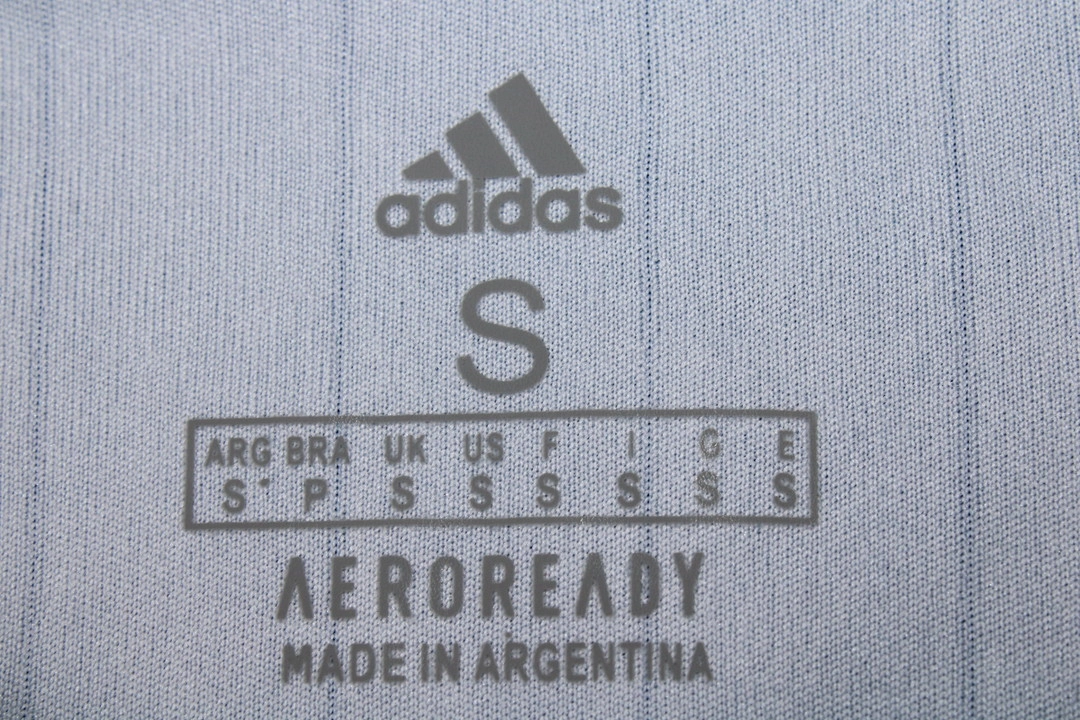 adidas
S
ARG BRA UK US F I G E
S P S S S S S S
AEROREADY
MADE IN ARGENTINA